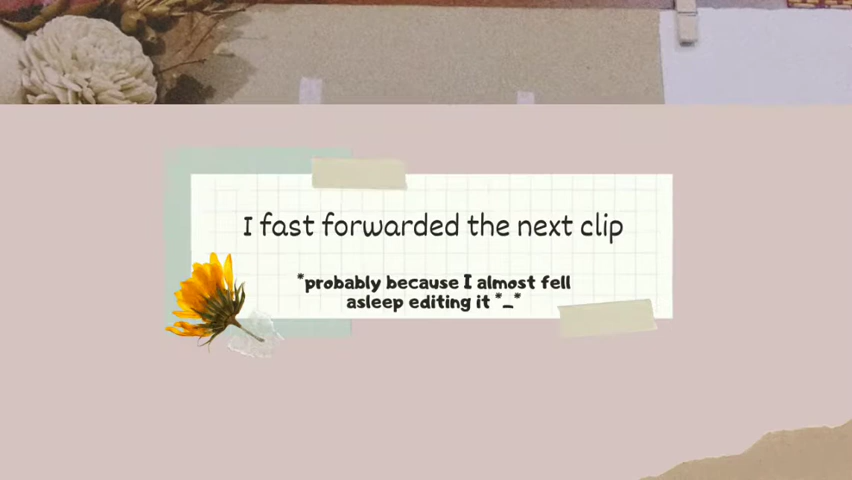 I fast forwarded the next clip
*probably because I almost fell
asleep editing it *_*